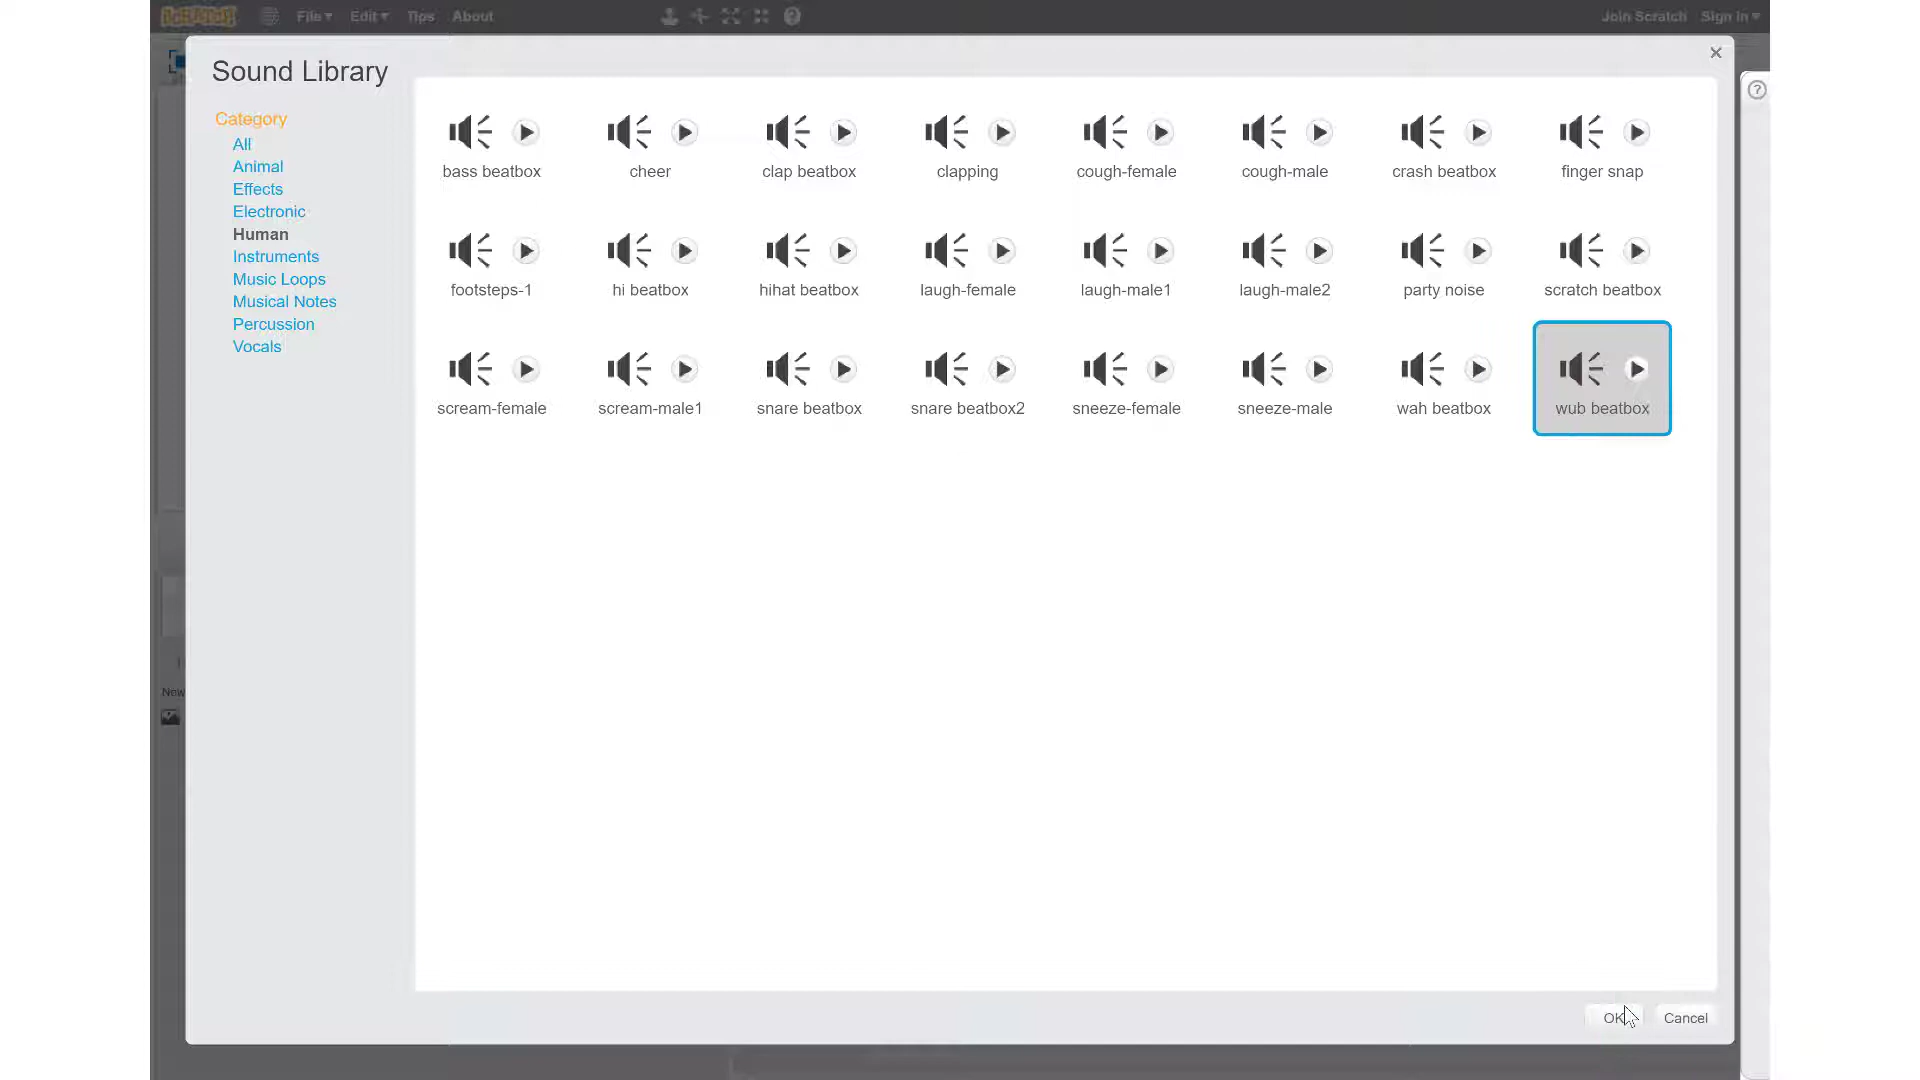 SCRATCH File Edit Tips About Join Scratch Sign in
Sound Library
Category
All
Animal
Effects
Electronic
Human
Instruments
Music Loops
Musical Notes
Percussion
Vocals
bass beatbox cheer clap beatbox clapping cough-female cough-male crash beatbox finger snap
footsteps-1 hi beatbox hihat beatbox laugh-female laugh-male1 laugh-male2 party noise scratch beatbox
scream-female scream-male1 snare beatbox snare beatbox2 sneeze-female sneeze-male wah beatbox wub beatbox
New
OK Cancel